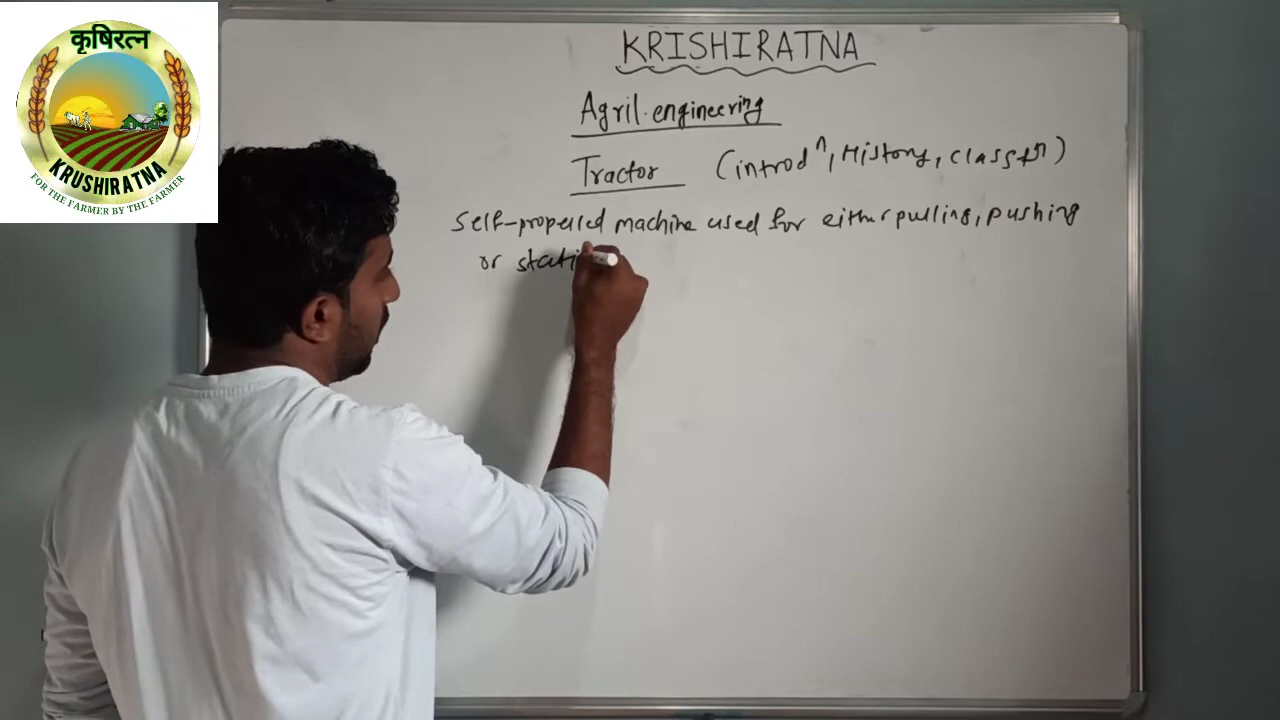 कृषिरत्न
KRUSHIRATNA
FOR THE FARMER BY THE FARMER
KRISHIRATNA
Agril. engineering
Tractor (introdⁿ, History, classfⁿ)
Self-propelled machine used for either pulling, pushing
or stati